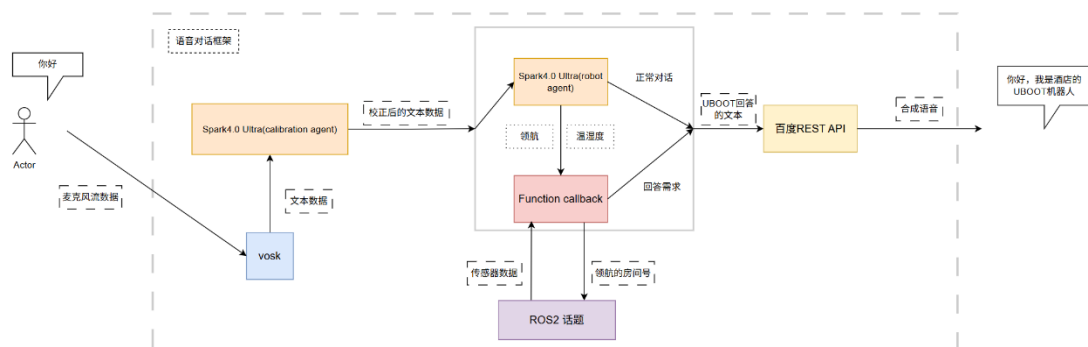 语音对话框架
你好
Actor
麦克风流数据
vosk
文本数据
Spark4.0 Ultra(calibration agent)
校正后的文本数据
Spark4.0 Ultra(robot
agent)
正常对话
领航
温湿度
Function callback
回答需求
传感器数据
领航的房间号
ROS2 话题
UBOOT回答
的文本
百度REST API
合成语音
你好，我是酒店的
UBOOT机器人